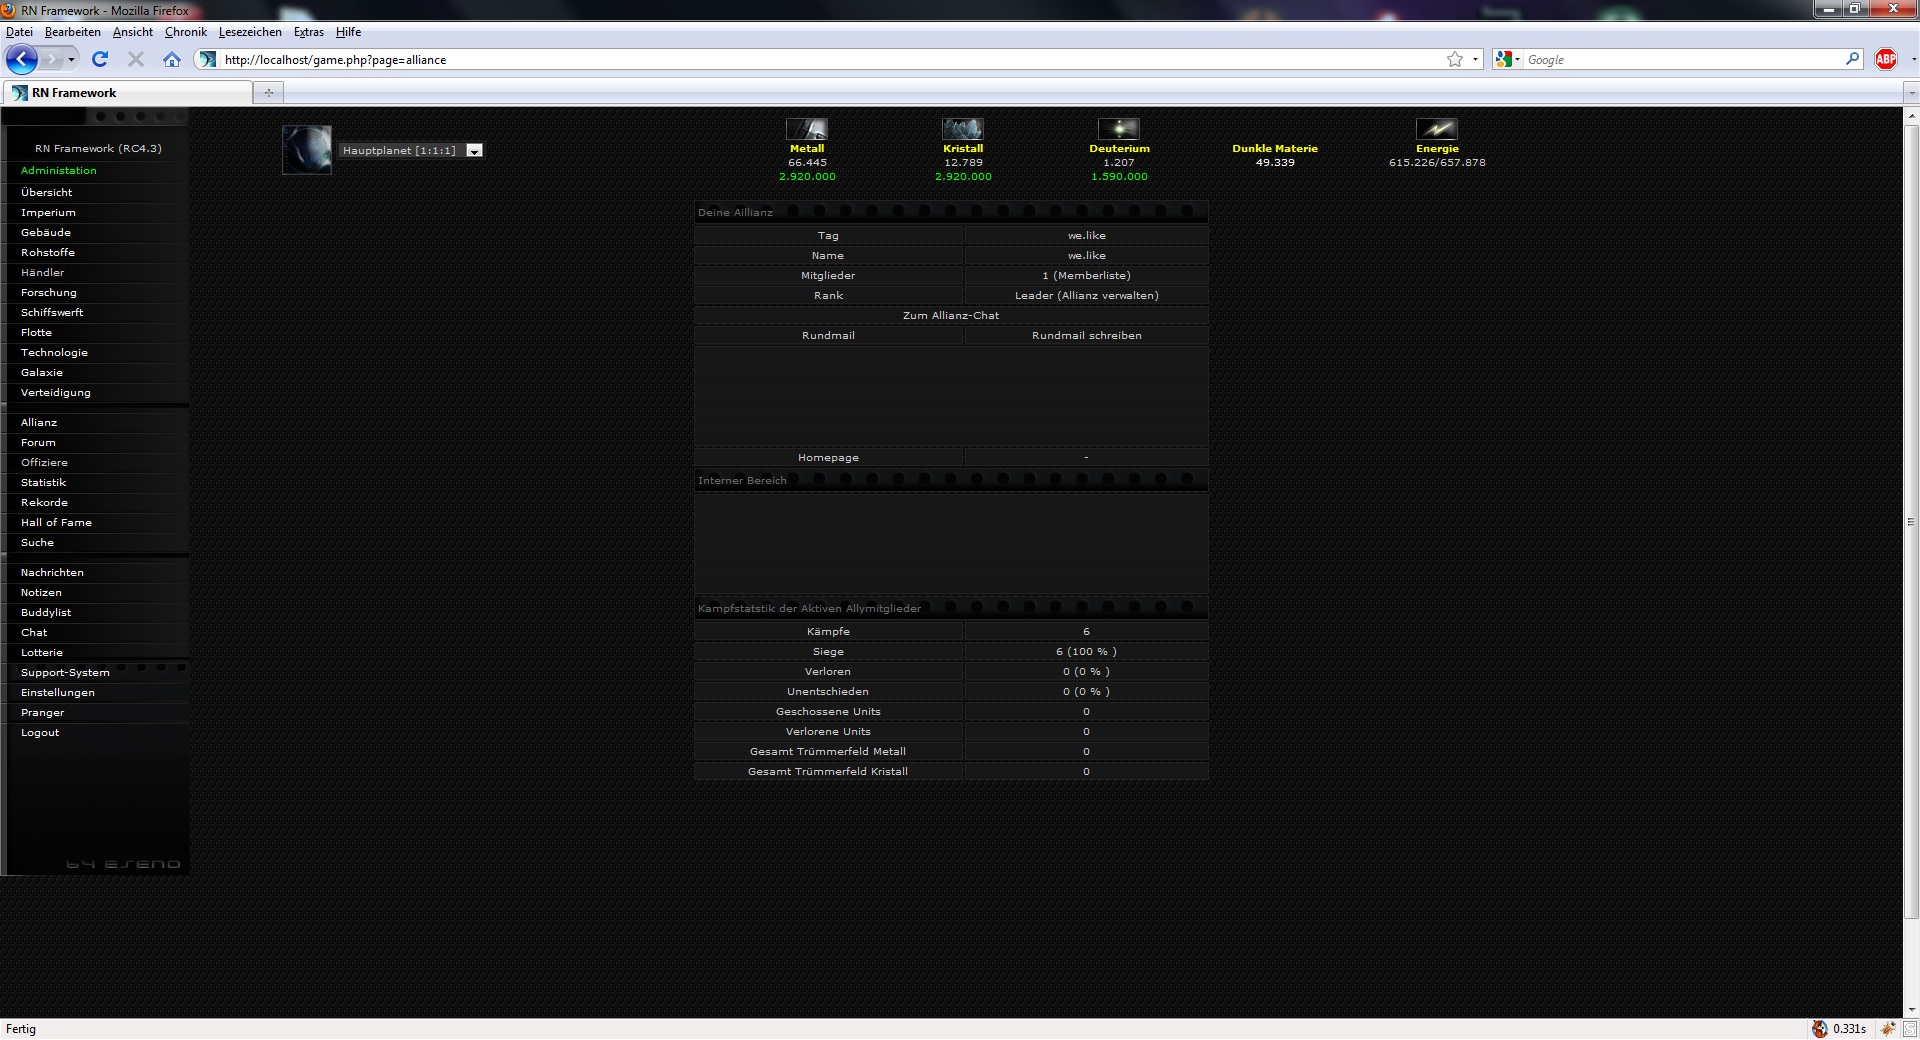 RN Framework - Mozilla Firefox
Datei Bearbeiten Ansicht Chronik Lesezeichen Extras Hilfe
http://localhost/game.php?page=alliance
Google
ABP
RN Framework
RN Framework (RC4.3)
Administation
Übersicht
Imperium
Gebäude
Rohstoffe
Händler
Forschung
Schiffswerft
Flotte
Technologie
Galaxie
Verteidigung
Allianz
Forum
Offiziere
Statistik
Rekorde
Hall of Fame
Suche
Nachrichten
Notizen
Buddylist
Chat
Lotterie
Support-System
Einstellungen
Pranger
Logout
Hauptplanet [1:1:1]
Metall Kristall Deuterium Dunkle Materie Energie
66.445 12.789 1.207 49.339 615.226/657.878
2.920.000 2.920.000 1.590.000
Deine Aillianz
Tag we.like
Name we.like
Mitglieder 1 (Memberliste)
Rank Leader (Allianz verwalten)
Zum Allianz-Chat
Rundmail Rundmail schreiben
Homepage -
Interner Bereich
Kampfstatstik der Aktiven Allymitglieder
Kämpfe 6
Siege 6 (100 % )
Verloren 0 (0 % )
Unentschieden 0 (0 % )
Geschossene Units 0
Verlorene Units 0
Gesamt Trümmerfeld Metall 0
Gesamt Trümmerfeld Kristall 0
Fertig
0.331s